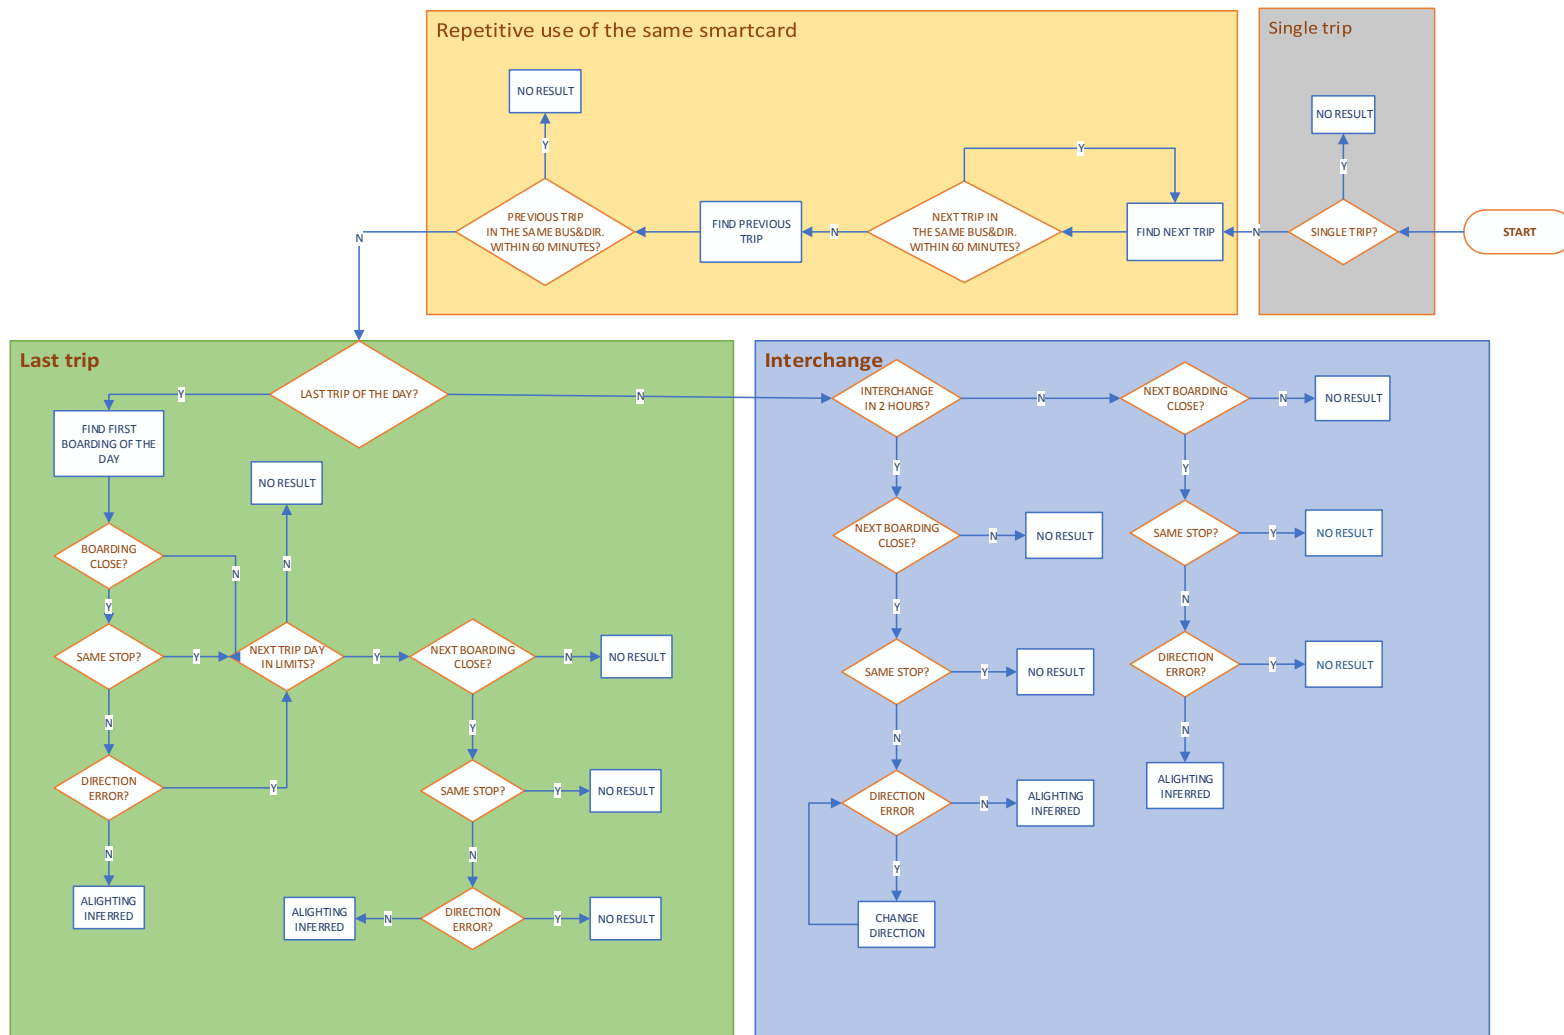 Repetitive use of the same smartcard
Single trip
NO RESULT
Y
NO RESULT
Y
Y
PREVIOUS TRIP
IN THE SAME BUS&DIR.
WITHIN 60 MINUTES?
FIND PREVIOUS
TRIP
N
NEXT TRIP IN
THE SAME BUS&DIR.
WITHIN 60 MINUTES?
FIND NEXT TRIP
N
SINGLE TRIP?
START
N
Last trip
LAST TRIP OF THE DAY?
Y
N
FIND FIRST
BOARDING OF THE
DAY
NO RESULT
N
BOARDING
CLOSE?
N
Y
SAME STOP?
Y
NEXT TRIP DAY
IN LIMITS?
Y
NEXT BOARDING
CLOSE?
N
NO RESULT
N
Y
DIRECTION
ERROR?
Y
SAME STOP?
Y
NO RESULT
N
N
ALIGHTING
INFERRED
ALIGHTING
INFERRED
N
DIRECTION
ERROR?
Y
NO RESULT
Interchange
INTERCHANGE
IN 2 HOURS?
N
NEXT BOARDING
CLOSE?
N
NO RESULT
Y
Y
NEXT BOARDING
CLOSE?
N
NO RESULT
SAME STOP?
Y
NO RESULT
Y
N
SAME STOP?
Y
NO RESULT
DIRECTION
ERROR?
Y
NO RESULT
N
N
DIRECTION
ERROR
N
ALIGHTING
INFERRED
ALIGHTING
INFERRED
Y
CHANGE
DIRECTION